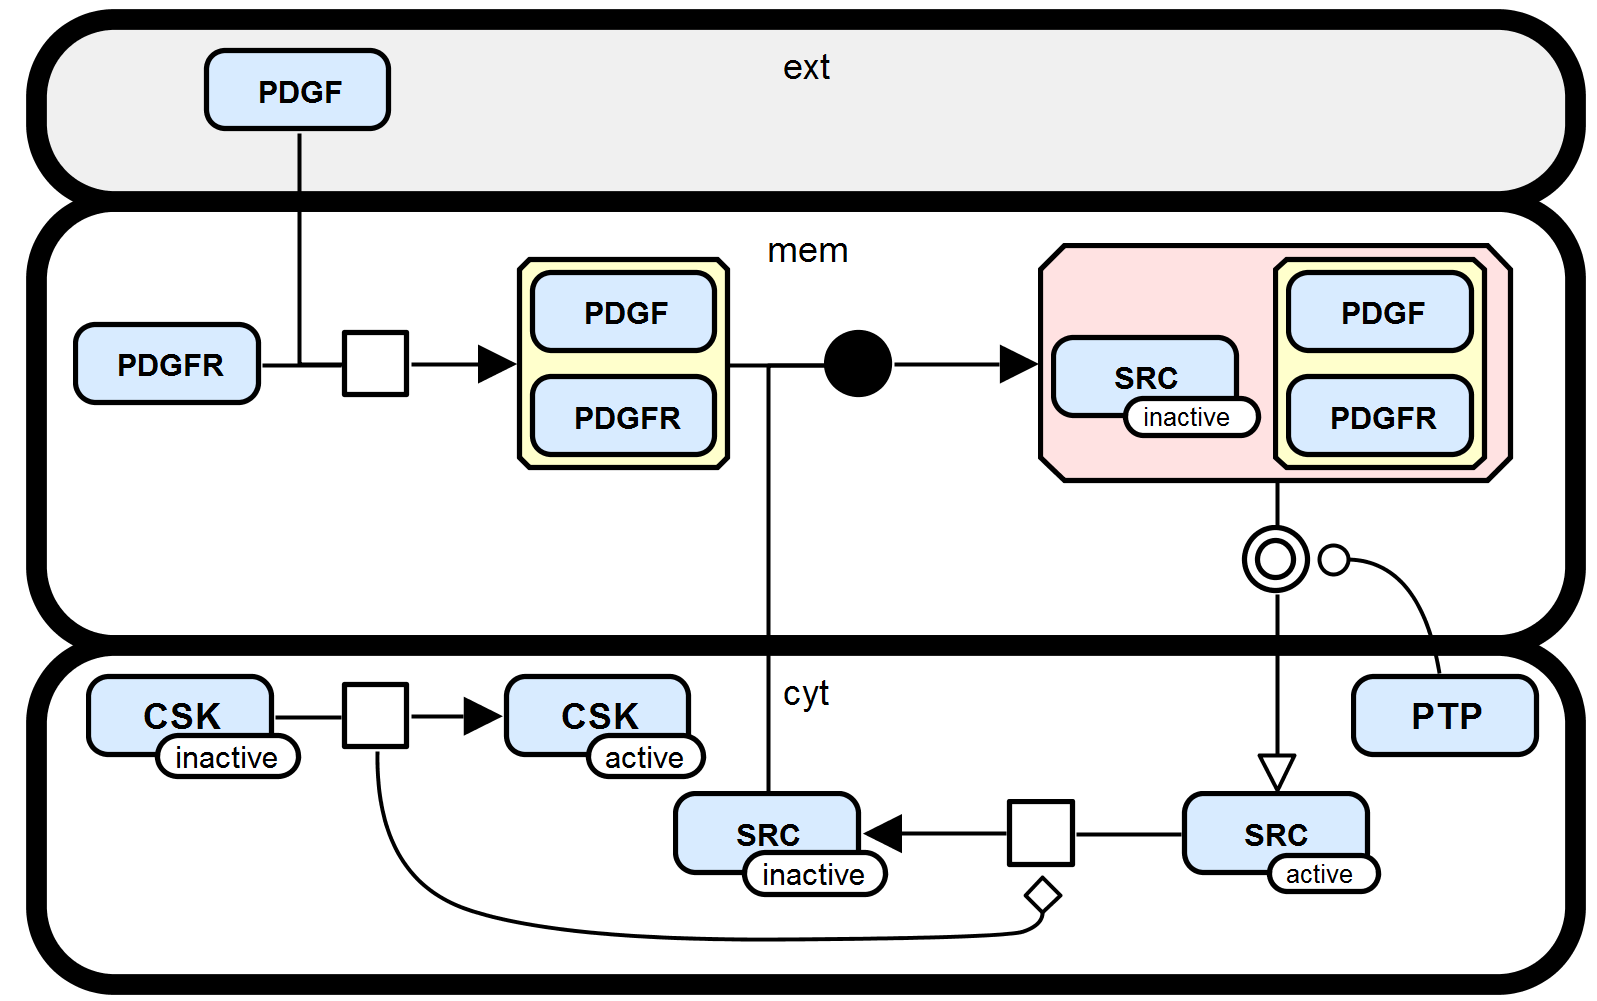 ext
PDGF
mem
PDGFR
PDGF
PDGFR
SRC
inactive
PDGF
PDGFR
cyt
CSK
inactive
CSK
active
PTP
SRC
inactive
SRC
active